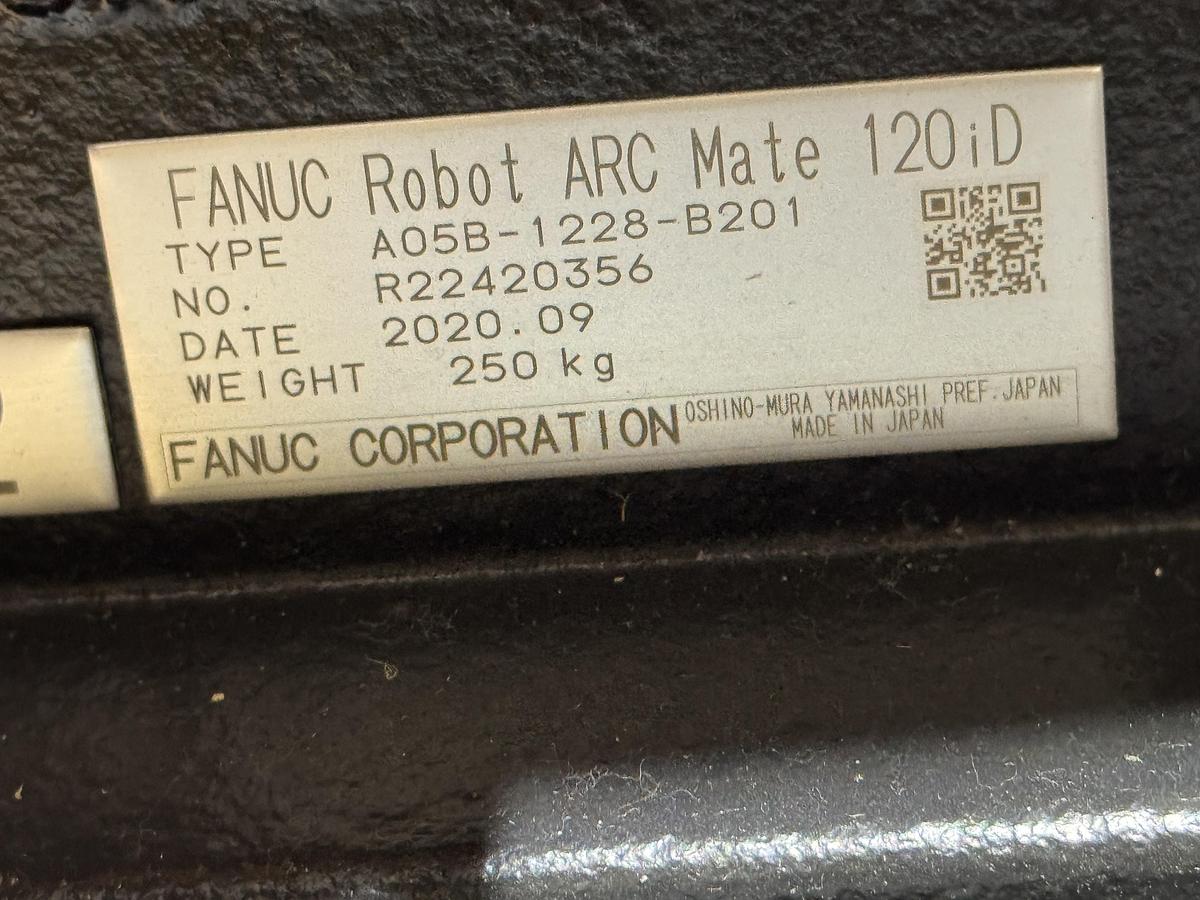 FANUC Robot ARC Mate 120iD
TYPE A05B-1228-B201
NO. R22420356
DATE 2020.09
WEIGHT 250 kg
FANUC CORPORATION OSHINO-MURA YAMANASHI PREF.JAPAN
MADE IN JAPAN